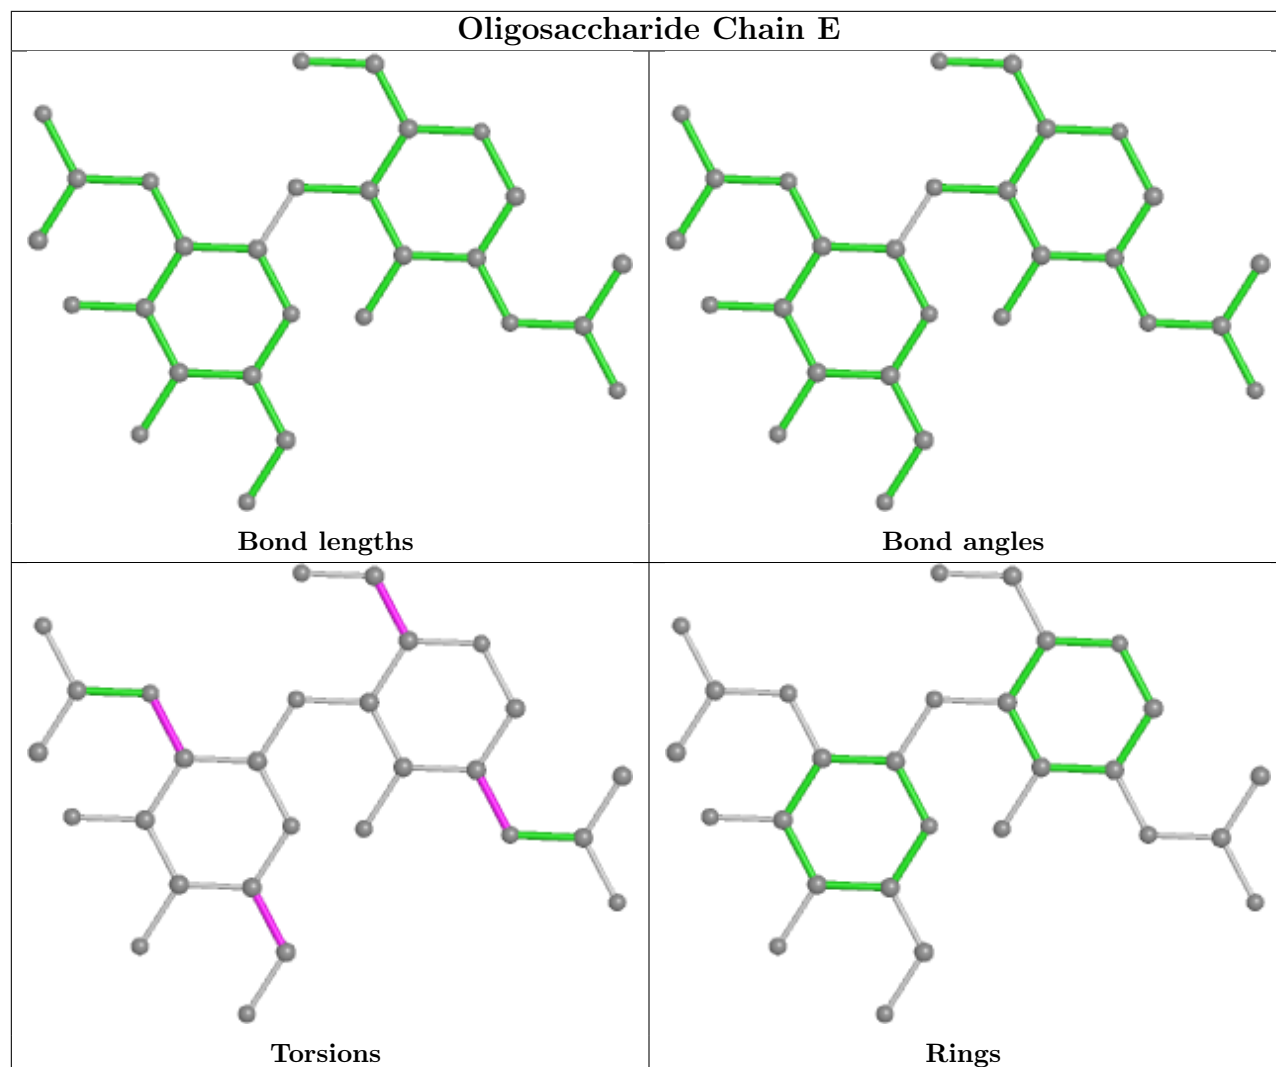 Oligosaccharide Chain E
Bond lengths
Bond angles
Torsions
Rings